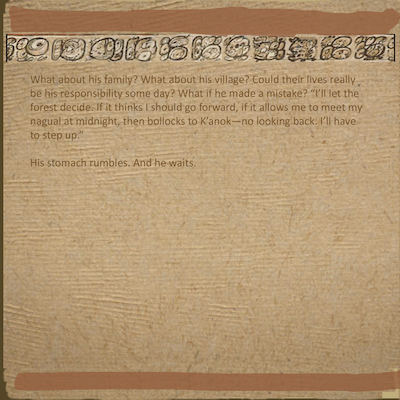 What about his family? What about his village? Could their lives really
be his responsibility some day? What if he made a mistake? “I’ll let the
forest decide. If it thinks I should go forward, if it allows me to meet my
nagual at midnight, then bollocks to K’anok—no looking back. I’ll have
to step up.”
His stomach rumbles. And he waits.